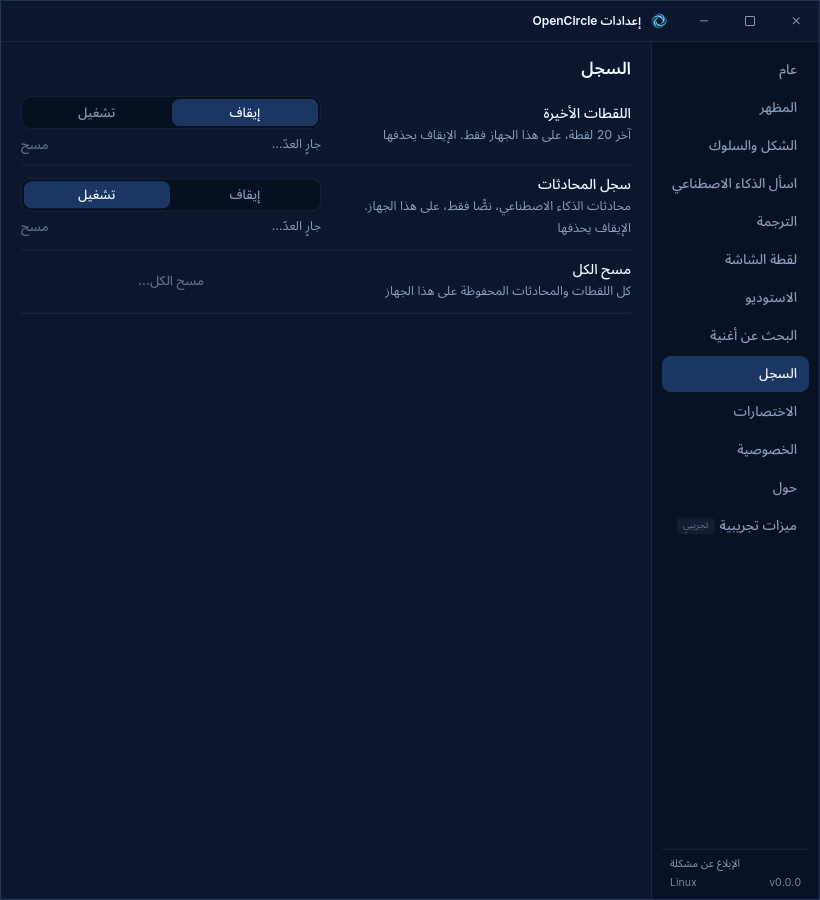 إعدادات OpenCircle
عام
المظهر
الشكل والسلوك
اسأل الذكاء الاصطناعي
الترجمة
لقطة الشاشة
الاستوديو
البحث عن أغنية
السجل
الاختصارات
الخصوصية
حول
ميزات تجريبية تجريبي
الإبلاغ عن مشكلة
v0.0.0 Linux
السجل
اللقطات الأخيرة
آخر 20 لقطة، على هذا الجهاز فقط. الإيقاف يحذفها
إيقاف تشغيل
جارٍ العدّ... مسح
سجل المحادثات
محادثات الذكاء الاصطناعي، نصًّا فقط، على هذا الجهاز.
الإيقاف يحذفها
إيقاف تشغيل
جارٍ العدّ... مسح
مسح الكل
كل اللقطات والمحادثات المحفوظة على هذا الجهاز
مسح الكل...